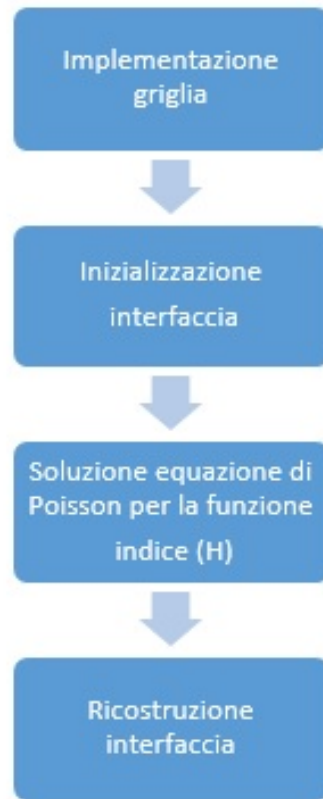 Implementazione
griglia
Inizializzazione
interfaccia
Soluzione equazione di
Poisson per la funzione
indice (H)
Ricostruzione
interfaccia